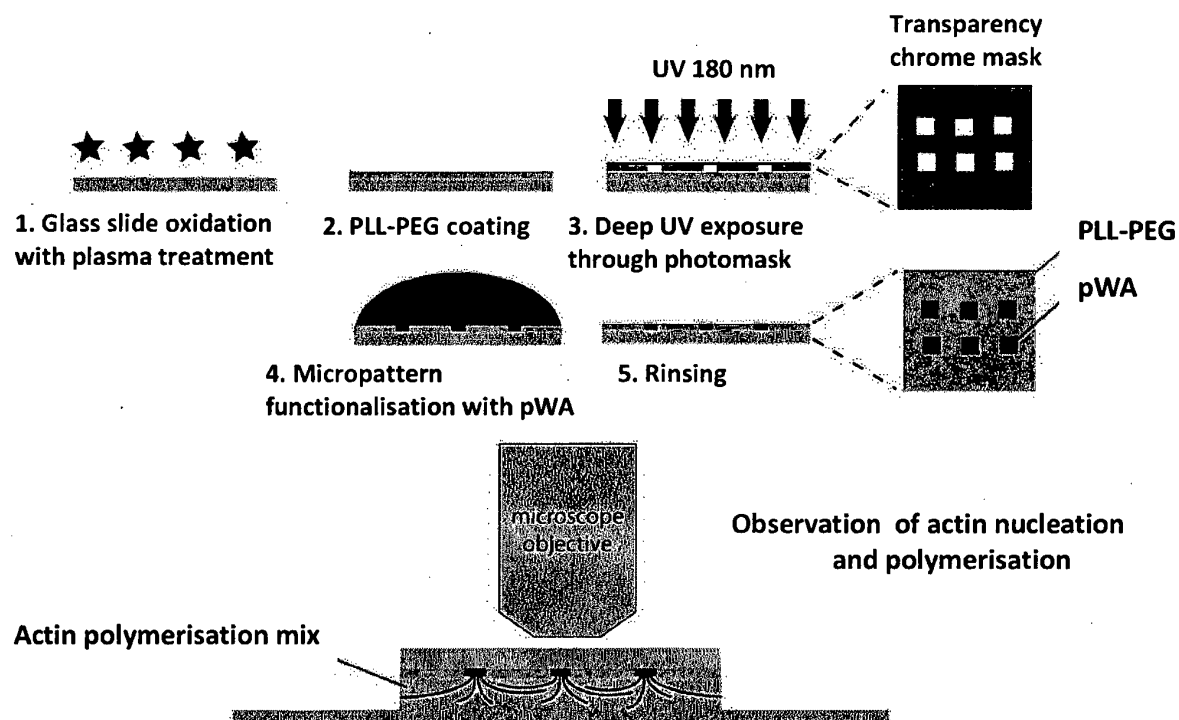 Transparency
chrome mask
UV 180 nm
1. Glass slide oxidation
with plasma treatment
2. PLL-PEG coating
3. Deep UV exposure
through photomask
PLL-PEG
pWA
4. Micropattern
functionalisation with pWA
5. Rinsing
microscope
objective
Observation of actin nucleation
and polymerisation
Actin polymerisation mix